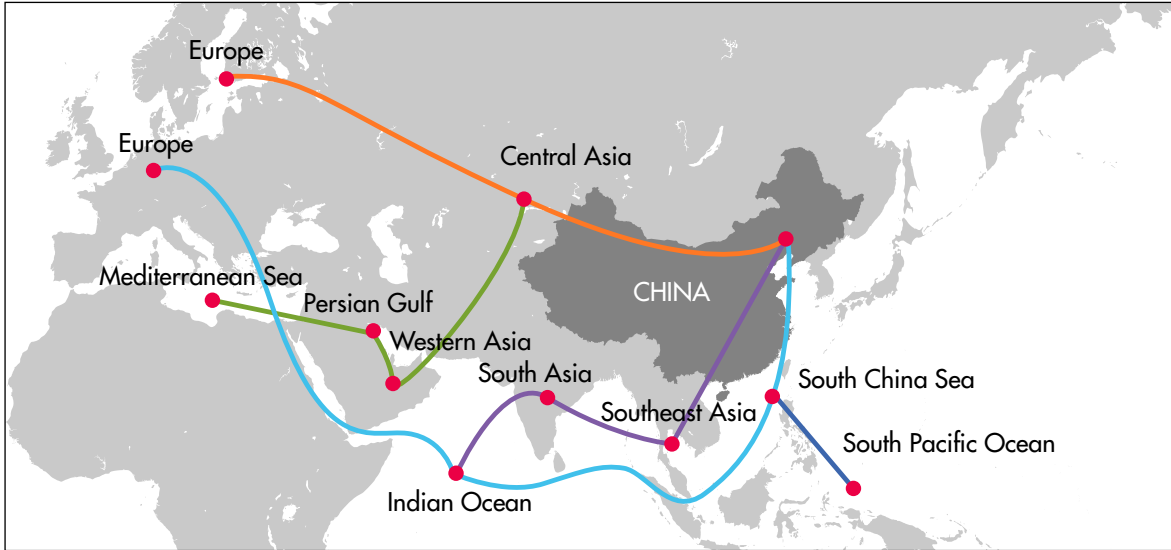 Europe
Europe
Central Asia
Mediterranean Sea
CHINA
Persian Gulf
Western Asia
South Asia
South China Sea
Southeast Asia
South Pacific Ocean
Indian Ocean